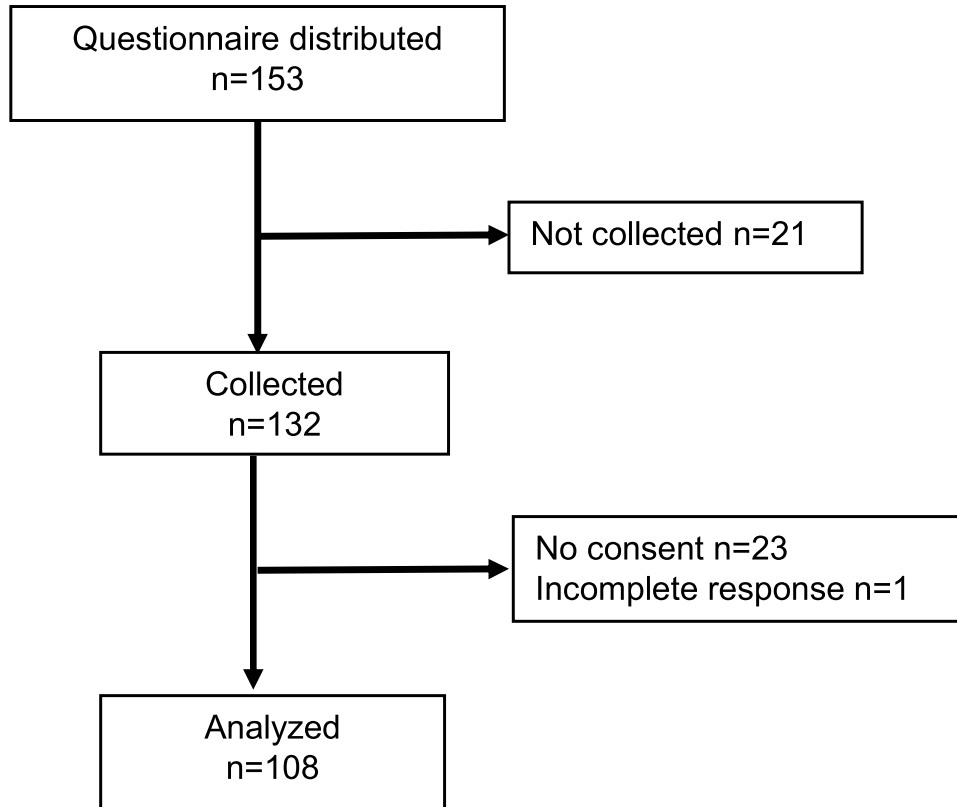 Questionnaire distributed
n=153
Not collected n=21
Collected
n=132
No consent n=23
Incomplete response n=1
Analyzed
n=108